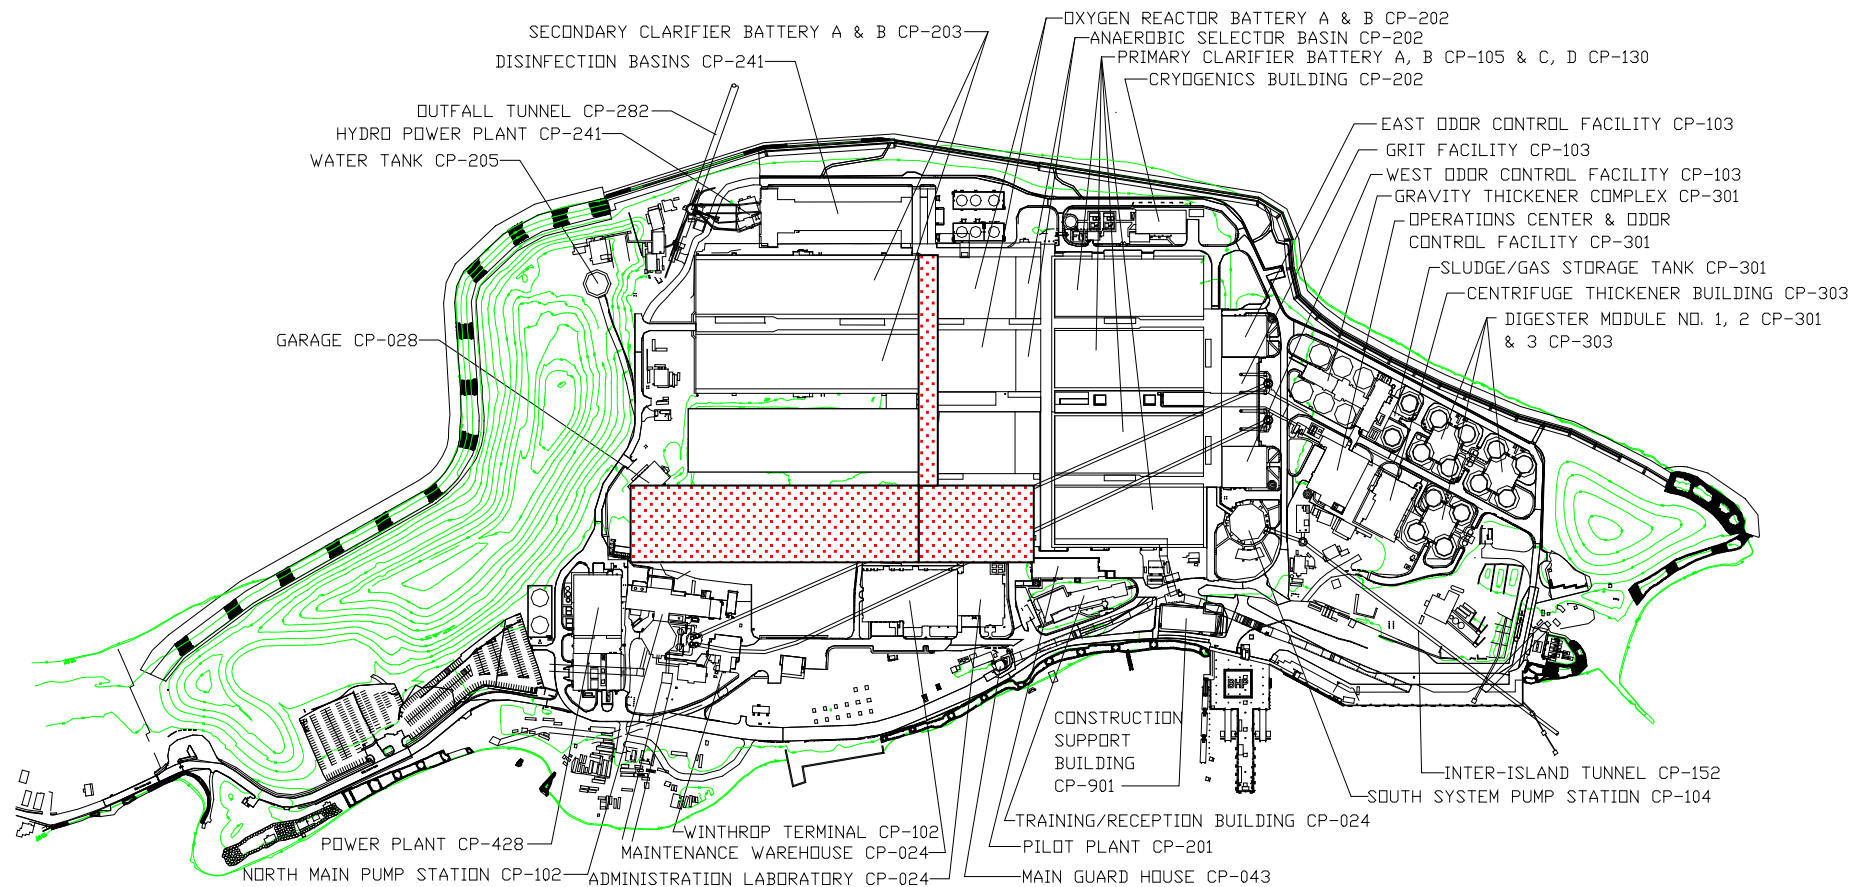 SECONDARY CLARIFIER BATTERY A & B CP-203
DISINFECTION BASINS CP-241
OUTFALL TUNNEL CP-282
HYDRO POWER PLANT CP-241
WATER TANK CP-205
GARAGE CP-028
OXYGEN REACTOR BATTERY A & B CP-202
ANAEROBIC SELECTOR BASIN CP-202
PRIMARY CLARIFIER BATTERY A, B CP-105 & C, D CP-130
CRYOGENICS BUILDING CP-202
EAST ODOR CONTROL FACILITY CP-103
GRIT FACILITY CP-103
WEST ODOR CONTROL FACILITY CP-103
GRAVITY THICKENER COMPLEX CP-301
OPERATIONS CENTER & ODOR
CONTROL FACILITY CP-301
SLUDGE/GAS STORAGE TANK CP-301
CENTRIFUGE THICKENER BUILDING CP-303
DIGESTER MODULE NO. 1, 2 CP-301
& 3 CP-303
CONSTRUCTION
SUPPORT
BUILDING
CP-901
INTER-ISLAND TUNNEL CP-152
SOUTH SYSTEM PUMP STATION CP-104
TRAINING/RECEPTION BUILDING CP-024
PILOT PLANT CP-201
MAIN GUARD HOUSE CP-043
WINTHROP TERMINAL CP-102
MAINTENANCE WAREHOUSE CP-024
ADMINISTRATION LABORATORY CP-024
POWER PLANT CP-428
NORTH MAIN PUMP STATION CP-102